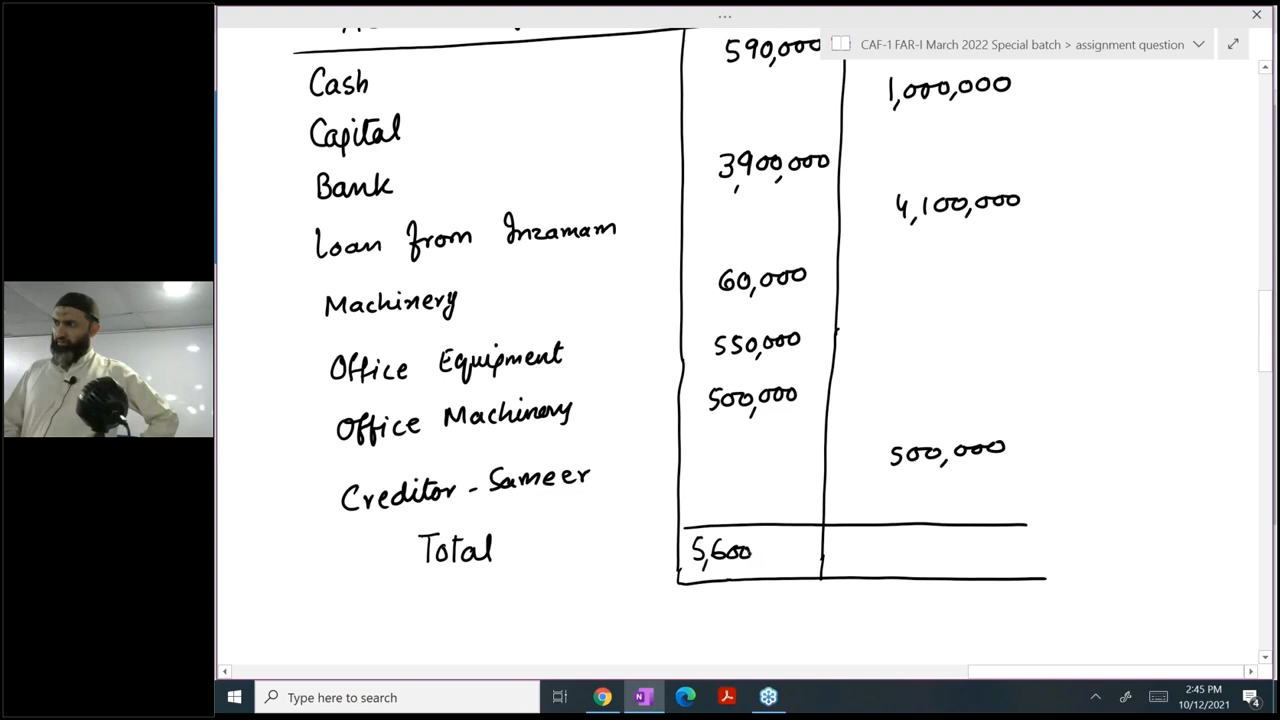 CAF-1 FAR-I March 2022 Special batch > assignment question
590,000
Cash
1,000,000
Capital
3,900,000
Bank
4,100,000
Loan from Inzamam
60,000
Machinery
550,000
Office Equipment
500,000
Office Machinery
500,000
Creditor - Sameer
Total 5,600
Type here to search
2:45 PM
10/12/2021
4